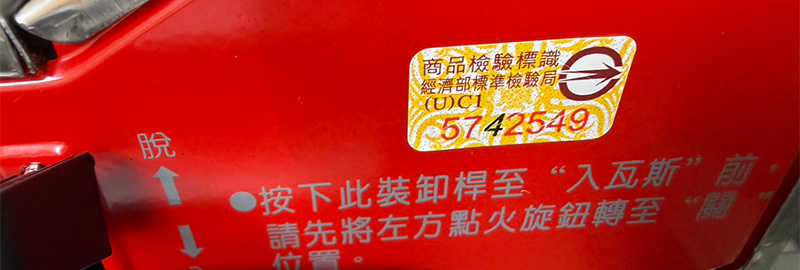 商品檢驗標識
經濟部標準檢驗局
(U)C1
5742549
脫
●按下此裝卸桿至“入瓦斯”前，
請先將左方點火旋鈕轉至“關”
位置。